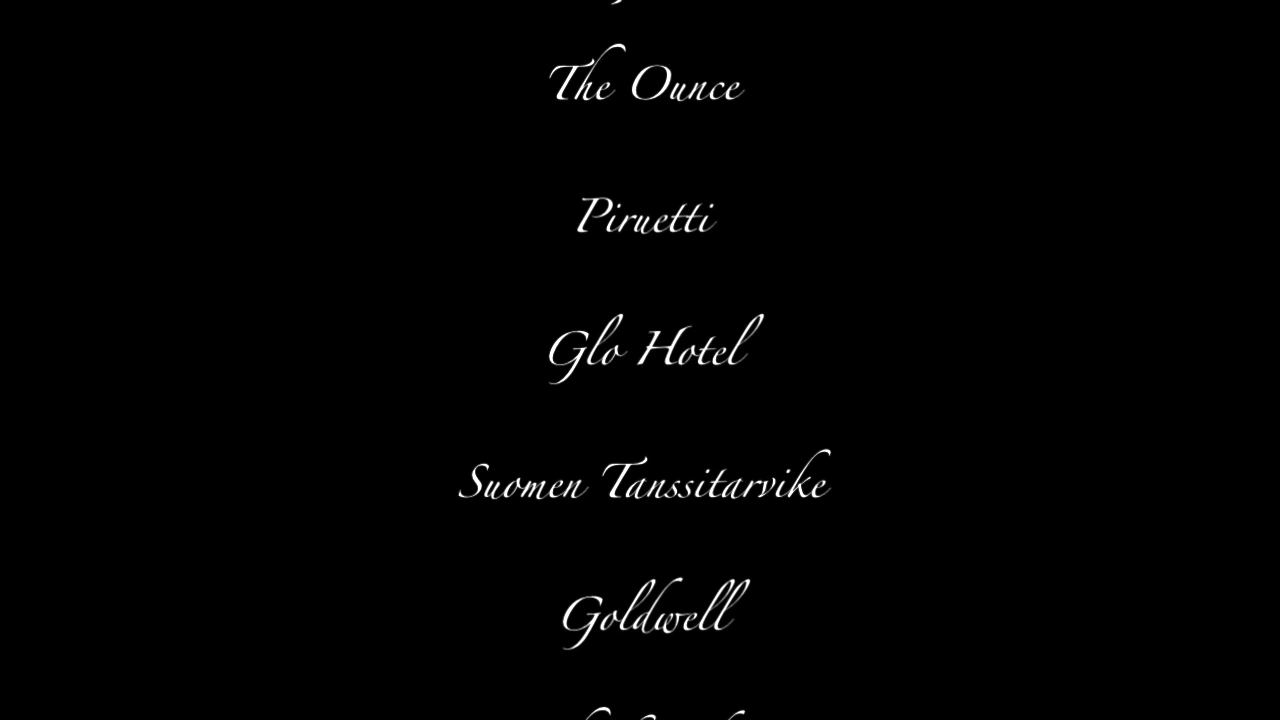 The Ounce
Piruetti
Glo Hotel
Suomen Tanssitarvike
Goldwell